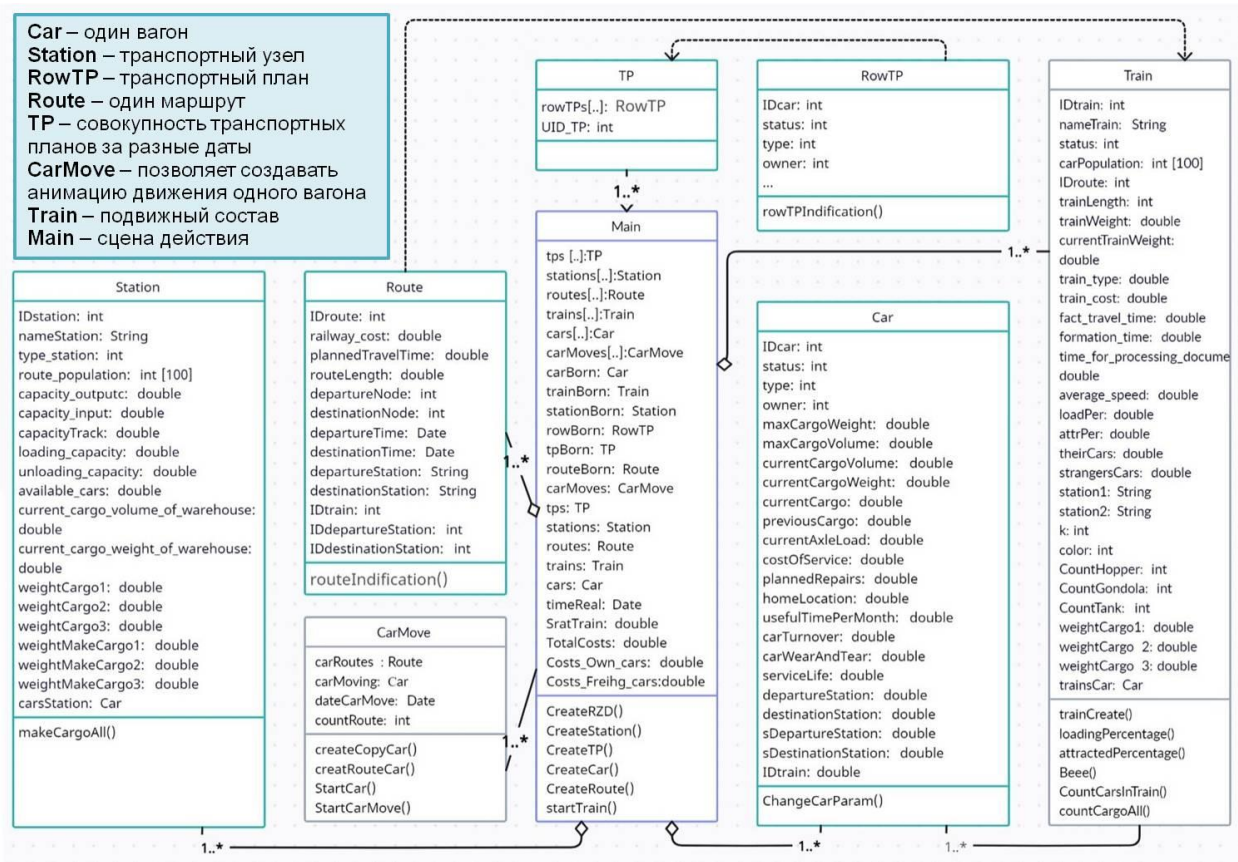 Car – один вагон
Station – транспортный узел
RowTP – транспортный план
Route – один маршрут
TP – совокупность транспортных
планов за разные даты
CarMove – позволяет создавать
анимацию движения одного вагона
Train – подвижный состав
Main – сцена действия
TP
rowTPs[..]: RowTP
UID_TP: int
1..*
RowTP
IDcar: int
status: int
type: int
owner: int
...
rowTPIndification()
Train
IDtrain: int
nameTrain: String
status: int
carPopulation: int [100]
IDroute: int
trainLength: int
trainWeight: double
currentTrainWeight:
double
train_type: double
train_cost: double
fact_travel_time: double
formation_time: double
time_for_processing_docume
double
average_speed: double
loadPer: double
attrPer: double
theirCars: double
strangersCars: double
station1: String
station2: String
k: int
color: int
CountHopper: int
CountGondola: int
CountTank: int
weightCargo1: double
weightCargo 2: double
weightCargo 3: double
trainsCar: Car
trainCreate()
loadingPercentage()
attractedPercentage()
Beee()
CountCarsInTrain()
countCargoAll()
1..*
Station
IDstation: int
nameStation: String
type_station: int
route_population: int [100]
capacity_outputc: double
capacity_input: double
capacityTrack: double
loading_capacity: double
unloading_capacity: double
available_cars: double
current_cargo_volume_of_warehouse:
double
current_cargo_weight_of_warehouse:
double
weightCargo1: double
weightCargo2: double
weightCargo3: double
weightMakeCargo1: double
weightMakeCargo2: double
weightMakeCargo3: double
carsStation: Car
makeCargoAll()
1..*
Route
IDroute: int
railway_cost: double
plannedTravelTime: double
routeLength: double
departureNode: int
destinationNode: int
departureTime: Date
destinationTime: Date
departureStation: String
destinationStation: String
IDtrain: int
IDdepartureStation: int
IDdestinationStation: int
routeIndification()
1..*
CarMove
carRoutes : Route
carMoving: Car
dateCarMove: Date
countRoute: int
createCopyCar()
creatRouteCar()
StartCar()
StartCarMove()
1..*
Main
tps [..]:TP
stations[..]:Station
routes[..]:Route
trains[..]:Train
cars[..]:Car
carMoves[..]:CarMove
carBorn: Car
trainBorn: Train
stationBorn: Station
rowBorn: RowTP
tpBorn: TP
routeBorn: Route
carMoves: CarMove
tps: TP
stations: Station
routes: Route
trains: Train
cars: Car
timeReal: Date
SratTrain: double
TotalCosts: double
Costs_Own_cars: double
Costs_Freihg_cars:double
CreateRZD()
CreateStation()
CreateTP()
CreateCar()
CreateRoute()
startTrain()
Car
IDcar: int
status: int
type: int
owner: int
maxCargoWeight: double
maxCargoVolume: double
currentCargoVolume: double
currentCargoWeight: double
currentCargo: double
previousCargo: double
currentAxleLoad: double
costOfService: double
plannedRepairs: double
homeLocation: double
usefulTimePerMonth: double
carTurnover: double
carWearAndTear: double
serviceLife: double
departureStation: double
destinationStation: double
sDepartureStation: double
sDestinationStation: double
IDtrain: double
ChangeCarParam()
1..*
1..*